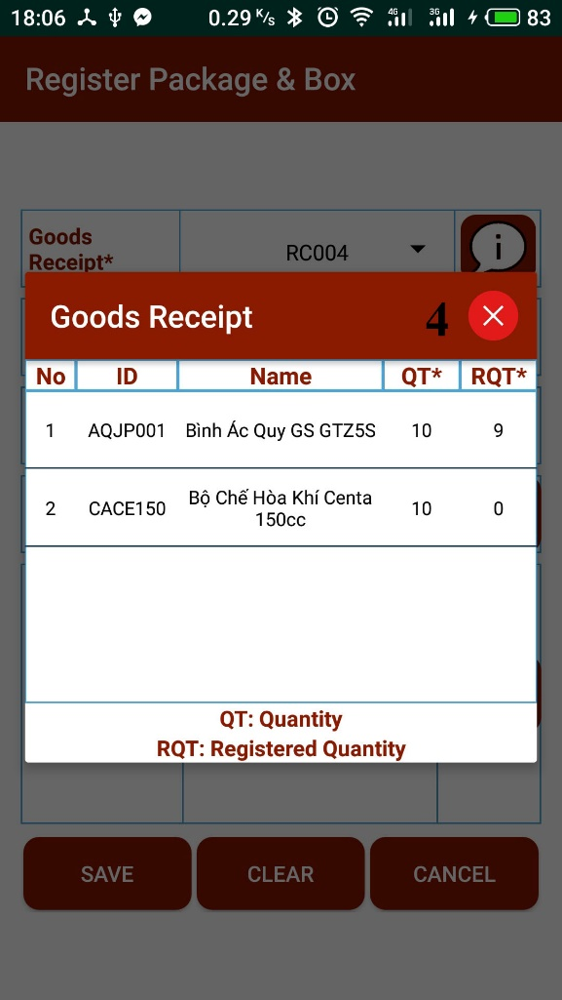 18:06 0.29 K/s 4G 3G 83
Register Package & Box
Goods
Receipt*
RC004
i
Goods Receipt 4
No ID Name QT* RQT*
1 AQJP001 Bình Ác Quy GS GTZ5S 10 9
2 CACE150 Bộ Chế Hòa Khí Centa 10 0
150cc
QT: Quantity
RQT: Registered Quantity
SAVE CLEAR CANCEL